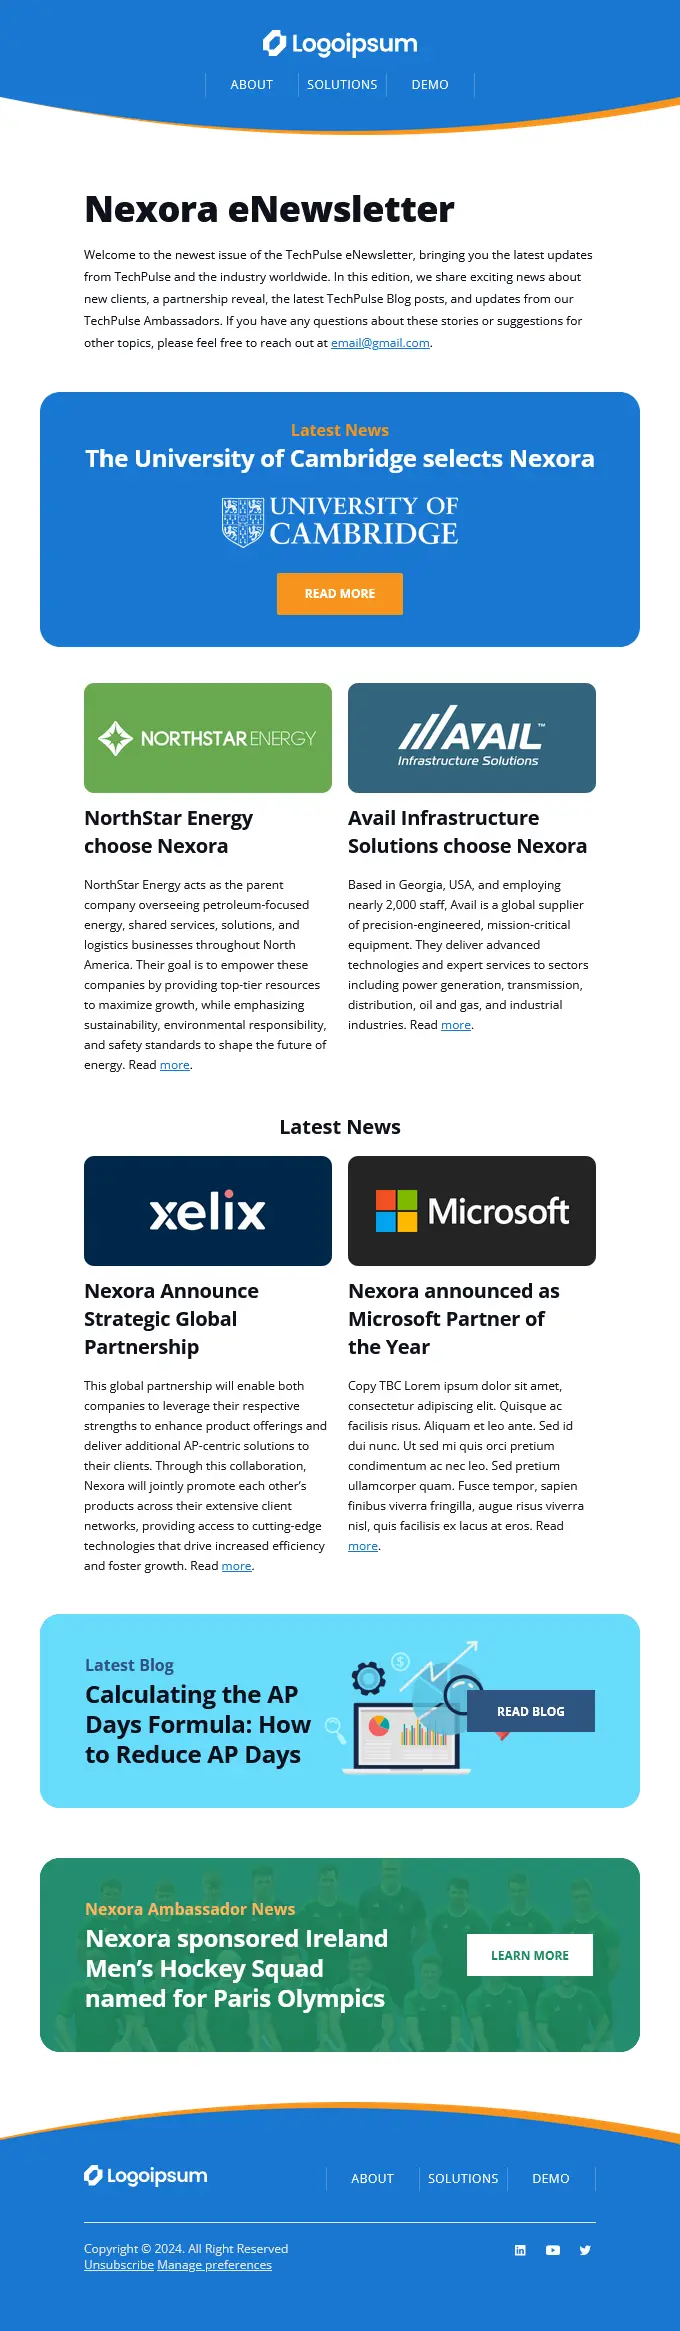 Logoipsum
ABOUT SOLUTIONS DEMO
Nexora eNewsletter
Welcome to the newest issue of the TechPulse eNewsletter, bringing you the latest updates
from TechPulse and the industry worldwide. In this edition, we share exciting news about
new clients, a partnership reveal, the latest TechPulse Blog posts, and updates from our
TechPulse Ambassadors. If you have any questions about these stories or suggestions for
other topics, please feel free to reach out at email@gmail.com.
Latest News
The University of Cambridge selects Nexora
UNIVERSITY OF
CAMBRIDGE
READ MORE
NORTHSTAR ENERGY
NorthStar Energy
choose Nexora
NorthStar Energy acts as the parent
company overseeing petroleum-focused
energy, shared services, solutions, and
logistics businesses throughout North
America. Their goal is to empower these
companies by providing top-tier resources
to maximize growth, while emphasizing
sustainability, environmental responsibility,
and safety standards to shape the future of
energy. Read more.
AVAIL™
Infrastructure Solutions
Avail Infrastructure
Solutions choose Nexora
Based in Georgia, USA, and employing
nearly 2,000 staff, Avail is a global supplier
of precision-engineered, mission-critical
equipment. They deliver advanced
technologies and expert services to sectors
including power generation, transmission,
distribution, oil and gas, and industrial
industries. Read more.
Latest News
xelix
Nexora Announce
Strategic Global
Partnership
This global partnership will enable both
companies to leverage their respective
strengths to enhance product offerings and
deliver additional AP-centric solutions to
their clients. Through this collaboration,
Nexora will jointly promote each other’s
products across their extensive client
networks, providing access to cutting-edge
technologies that drive increased efficiency
and foster growth. Read more.
Microsoft
Nexora announced as
Microsoft Partner of
the Year
Copy TBC Lorem ipsum dolor sit amet,
consectetur adipiscing elit. Quisque ac
facilisis risus. Aliquam et leo ante. Sed id
dui nunc. Ut sed mi quis orci pretium
condimentum ac nec leo. Sed pretium
ullamcorper quam. Fusce tempor, sapien
finibus viverra fringilla, augue risus viverra
nisl, quis facilisis ex lacus at eros. Read
more.
Latest Blog
Calculating the AP
Days Formula: How
to Reduce AP Days
$
READ BLOG
Nexora Ambassador News
Nexora sponsored Ireland
Men’s Hockey Squad
named for Paris Olympics
LEARN MORE
Logoipsum
ABOUT SOLUTIONS DEMO
Copyright © 2024. All Right Reserved
Unsubscribe Manage preferences
in